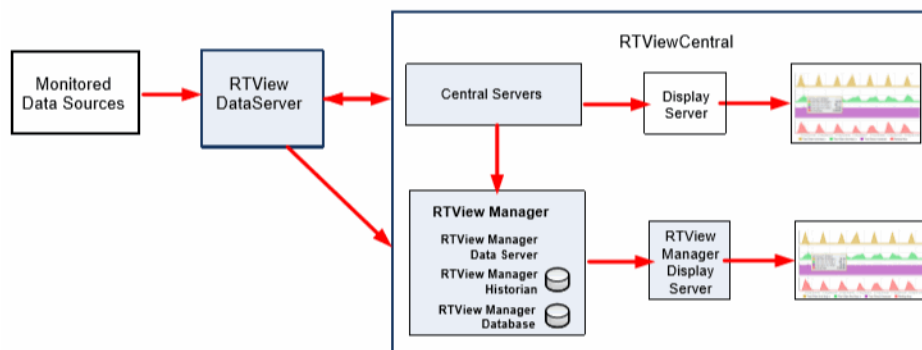 RTViewCentral
Monitored
Data Sources
RTView
DataServer
Central Servers
Display
Server
RTView Manager
RTView Manager
Data Server
RTView Manager
Historian
RTView Manager
Database
RTView
Manager
Display
Server